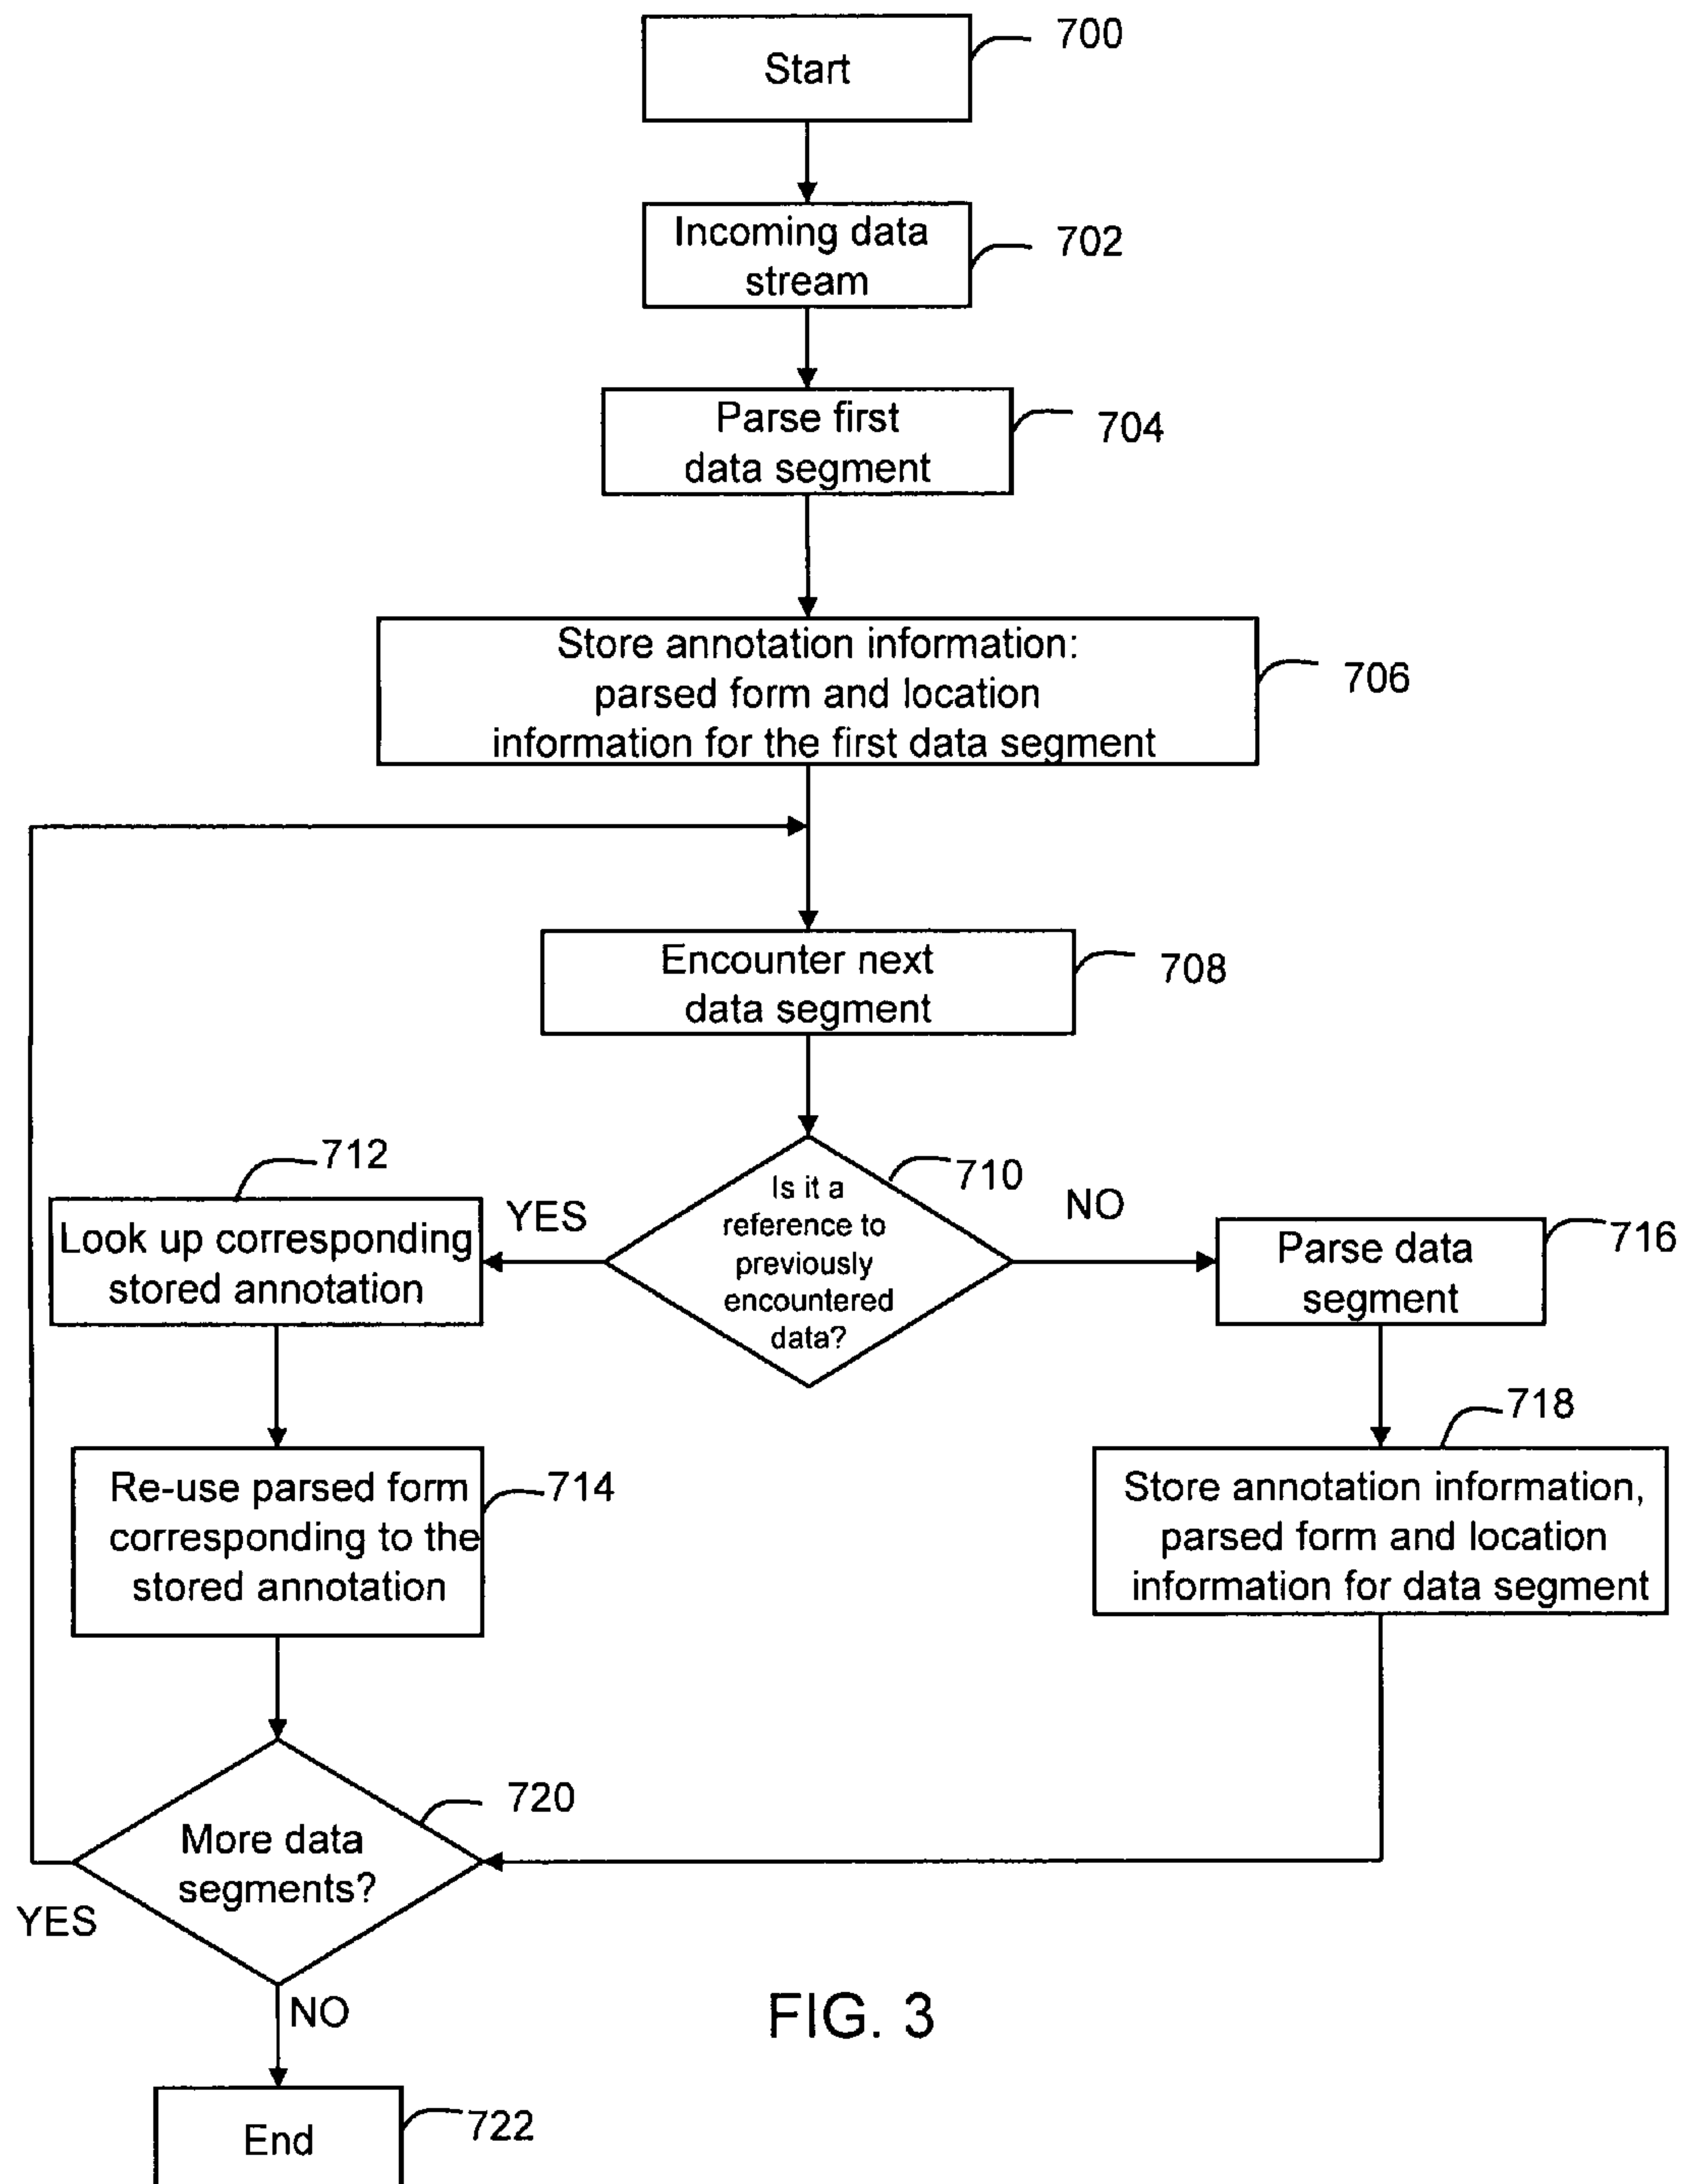 Start
700
Incoming data
stream
702
Parse first
data segment
704
Store annotation information:
parsed form and location
information for the first data segment
706
Encounter next
data segment
708
Is it a
reference to
previously
encountered
data?
710
YES
NO
712
Look up corresponding
stored annotation
Parse data
segment
716
Re-use parsed form
corresponding to the
stored annotation
714
718
Store annotation information,
parsed form and location
information for data segment
More data
segments?
720
YES
NO
End
722
FIG. 3